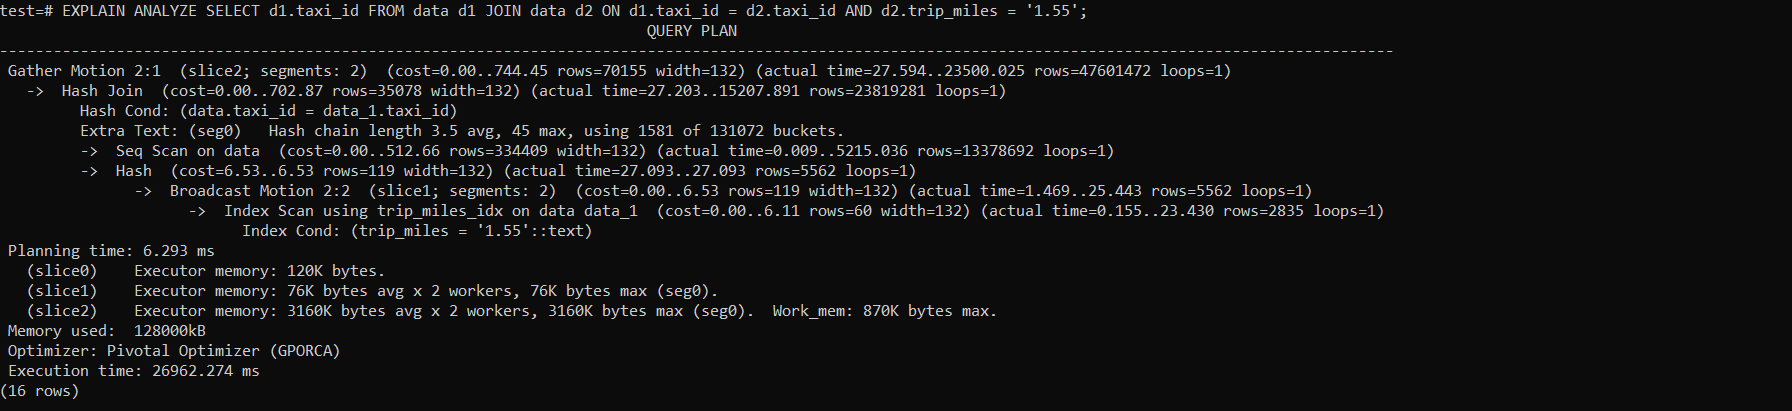 test=# EXPLAIN ANALYZE SELECT d1.taxi_id FROM data d1 JOIN data d2 ON d1.taxi_id = d2.taxi_id AND d2.trip_miles = '1.55';
QUERY PLAN
-----------------------------------------------------------------------------------------------------------------------------------------------------------
Gather Motion 2:1  (slice2; segments: 2)  (cost=0.00..744.45 rows=70155 width=132) (actual time=27.594..23500.025 rows=47601472 loops=1)
  ->  Hash Join  (cost=0.00..702.87 rows=35078 width=132) (actual time=27.203..15207.891 rows=23819281 loops=1)
        Hash Cond: (data.taxi_id = data_1.taxi_id)
        Extra Text: (seg0)   Hash chain length 3.5 avg, 45 max, using 1581 of 131072 buckets.
        ->  Seq Scan on data  (cost=0.00..512.66 rows=334409 width=132) (actual time=0.009..5215.036 rows=13378692 loops=1)
        ->  Hash  (cost=6.53..6.53 rows=119 width=132) (actual time=27.093..27.093 rows=5562 loops=1)
              ->  Broadcast Motion 2:2  (slice1; segments: 2)  (cost=0.00..6.53 rows=119 width=132) (actual time=1.469..25.443 rows=5562 loops=1)
                    ->  Index Scan using trip_miles_idx on data data_1  (cost=0.00..6.11 rows=60 width=132) (actual time=0.155..23.430 rows=2835 loops=1)
                          Index Cond: (trip_miles = '1.55'::text)
Planning time: 6.293 ms
  (slice0)    Executor memory: 120K bytes.
  (slice1)    Executor memory: 76K bytes avg x 2 workers, 76K bytes max (seg0).
  (slice2)    Executor memory: 3160K bytes avg x 2 workers, 3160K bytes max (seg0).  Work_mem: 870K bytes max.
Memory used:  128000kB
Optimizer: Pivotal Optimizer (GPORCA)
Execution time: 26962.274 ms
(16 rows)